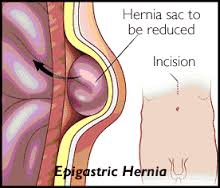 Hernia sac to
be reduced
Incision
Epigastric Hernia